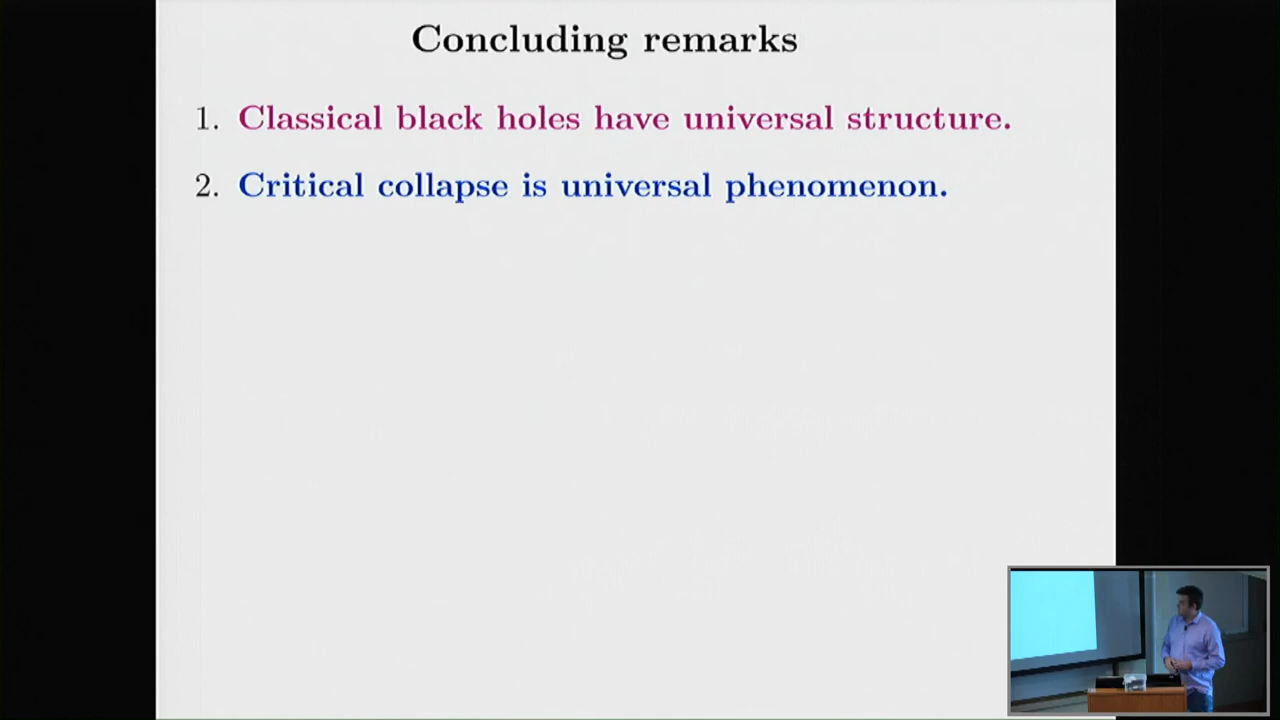 Concluding remarks
1. Classical black holes have universal structure.
2. Critical collapse is universal phenomenon.